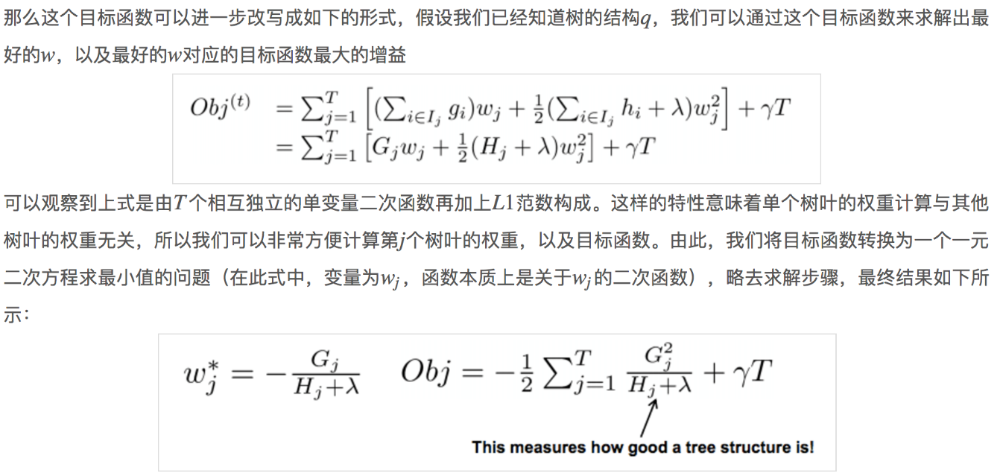 那么这个目标函数可以进一步改写成如下的形式，假设我们已经知道树的结构q，我们可以通过这个目标函数来求解出最
好的w，以及最好的w对应的目标函数最大的增益
Obj^{(t)} = \sum_{j=1}^{T} \left[ (\sum_{i \in I_j} g_i) w_j + \frac{1}{2} (\sum_{i \in I_j} h_i + \lambda) w_j^2 \right] + \gamma T
= \sum_{j=1}^{T} \left[ G_j w_j + \frac{1}{2} (H_j + \lambda) w_j^2 \right] + \gamma T
可以观察到上式是由T个相互独立的单变量二次函数再加上L1范数构成。这样的特性意味着单个树叶的权重计算与其他
树叶的权重无关，所以我们可以非常方便计算第j个树叶的权重，以及目标函数。由此，我们将目标函数转换为一个一元
二次方程求最小值的问题（在此式中，变量为w_j，函数本质上是关于w_j的二次函数），略去求解步骤，最终结果如下所
示：
w_j^* = -\frac{G_j}{H_j + \lambda} Obj = -\frac{1}{2} \sum_{j=1}^{T} \frac{G_j^2}{H_j + \lambda} + \gamma T
This measures how good a tree structure is!